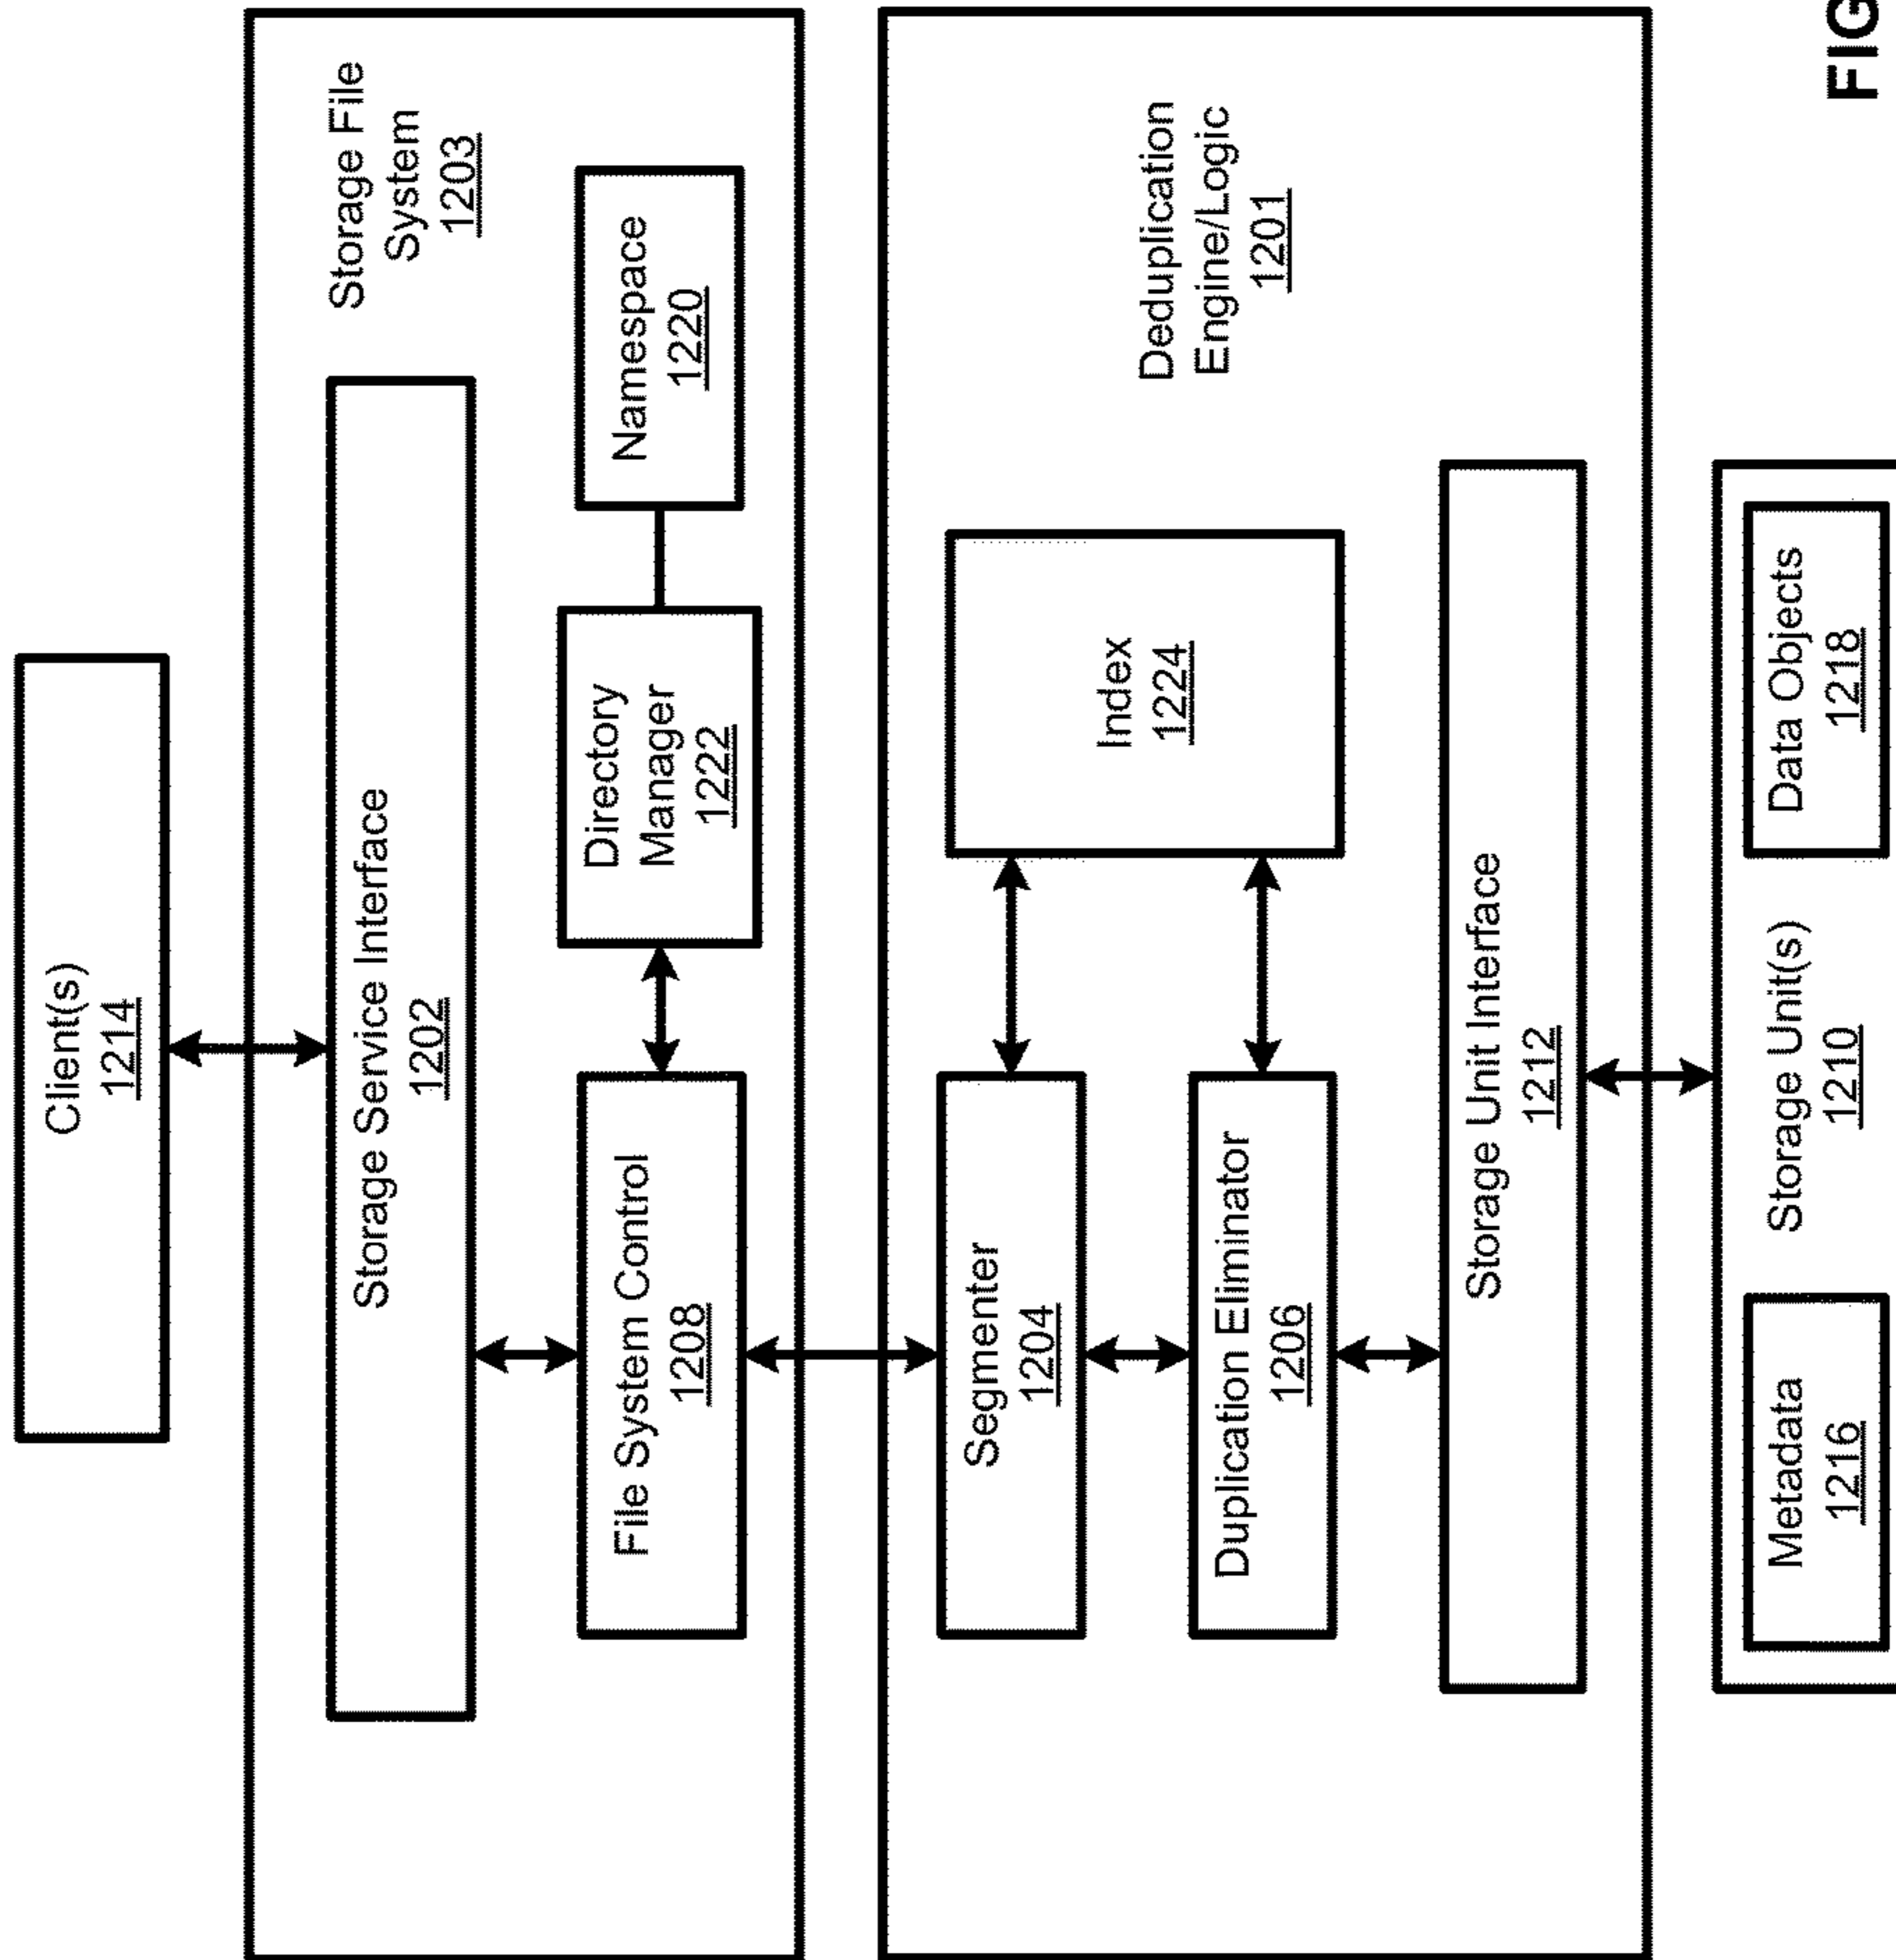 Client(s)
1214
Storage File
System
1203
Storage Service Interface
1202
File System Control
1208
Directory
Manager
1222
Namespace
1220
Deduplication
Engine/Logic
1201
Segmenter
1204
Index
1224
Duplication Eliminator
1206
Storage Unit Interface
1212
Metadata
1216
Storage Unit(s)
1210
Data Objects
1218
FIG